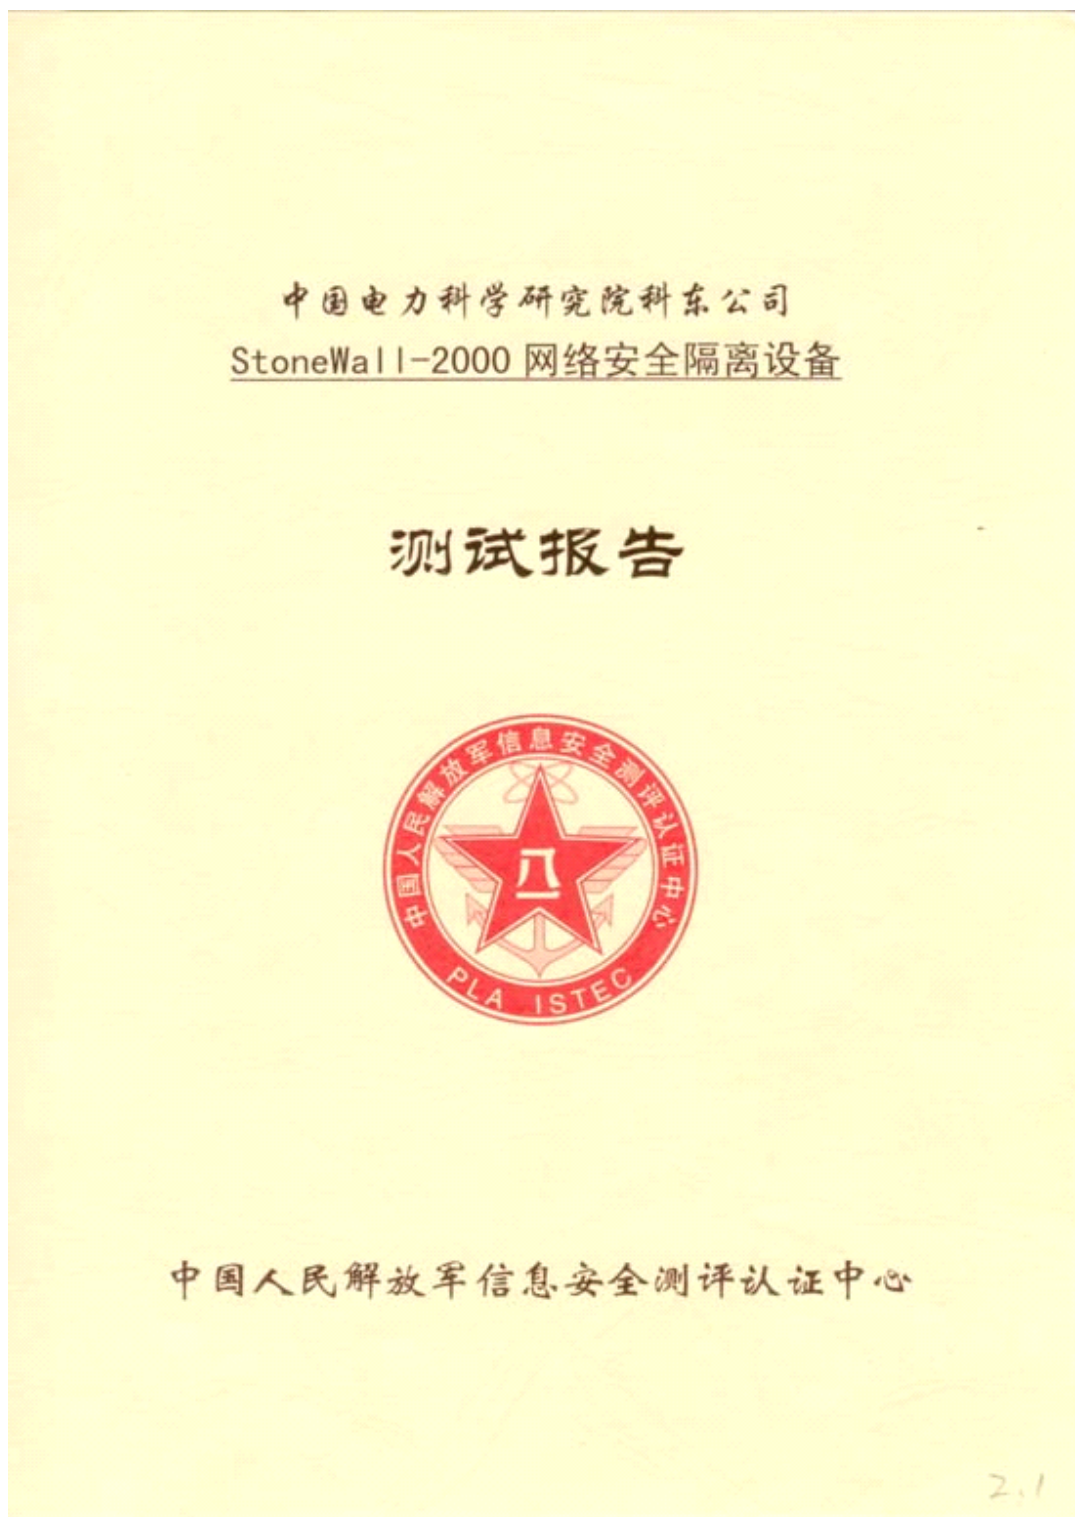 中国电力科学研究院科东公司
StoneWall-2000 网络安全隔离设备
测试报告
中国人民解放军信息安全测评认证中心
八一
PLA ISTEC
中国人民解放军信息安全测评认证中心
2.1